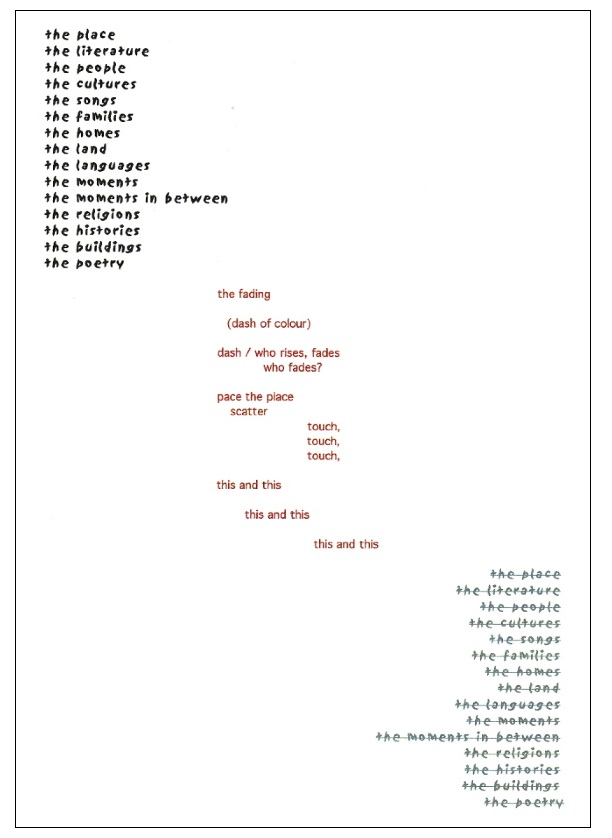 the place
the literature
the people
the cultures
the songs
the families
the homes
the land
the languages
the moments
the moments in between
the religions
the histories
the buildings
the poetry
the fading
(dash of colour)
dash / who rises, fades
who fades?
pace the place
scatter
touch,
touch,
touch,
this and this
this and this
this and this
the place
the literature
the people
the cultures
the songs
the families
the homes
the land
the languages
the moments
the moments in between
the religions
the histories
the buildings
the poetry